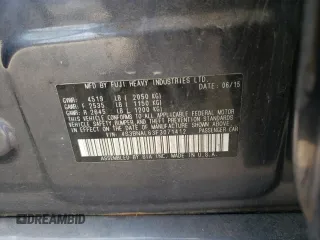 MFD BY FUJI HEAVY INDUSTRIES LTD. DATE: 06/15
GVWR: 4519 LB ( 2050 KG)
GAWR: F 2535 LB ( 1150 KG)
GAWR: R 2645 LB ( 1200 KG)
THIS VEHICLE CONFORMS TO ALL APPLICABLE FEDERAL MOTOR
VEHICLE SAFETY, BUMPER, AND THEFT PREVENTION STANDARDS
IN EFFECT ON THE DATE OF MANUFACTURE SHOWN ABOVE.
VIN: PASSENGER CAR
ASSEMBLED BY SIA INC. MADE IN U.S.A.
DREAMBID